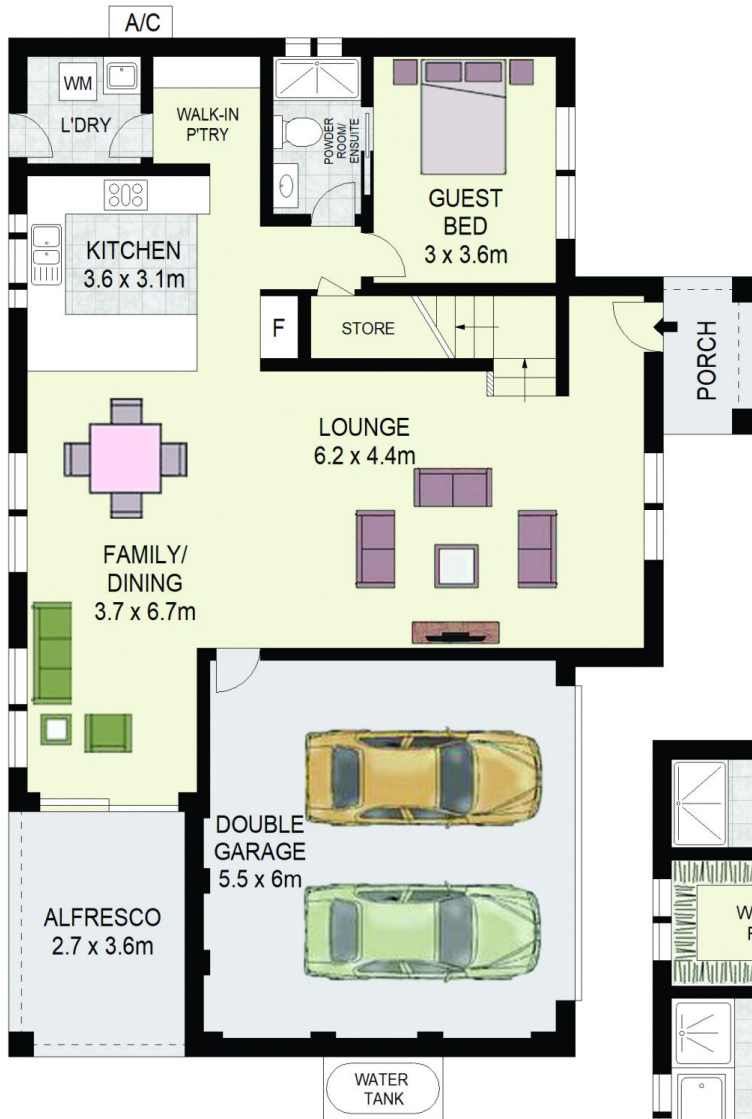 A/C
WM
L'DRY
WALK-IN
P'TRY
POWDER
ROOM/
ENSUITE
GUEST
BED
3 x 3.6m
KITCHEN
3.6 x 3.1m
F
STORE
PORCH
LOUNGE
6.2 x 4.4m
FAMILY/
DINING
3.7 x 6.7m
DOUBLE
GARAGE
5.5 x 6m
ALFRESCO
2.7 x 3.6m
WATER
TANK